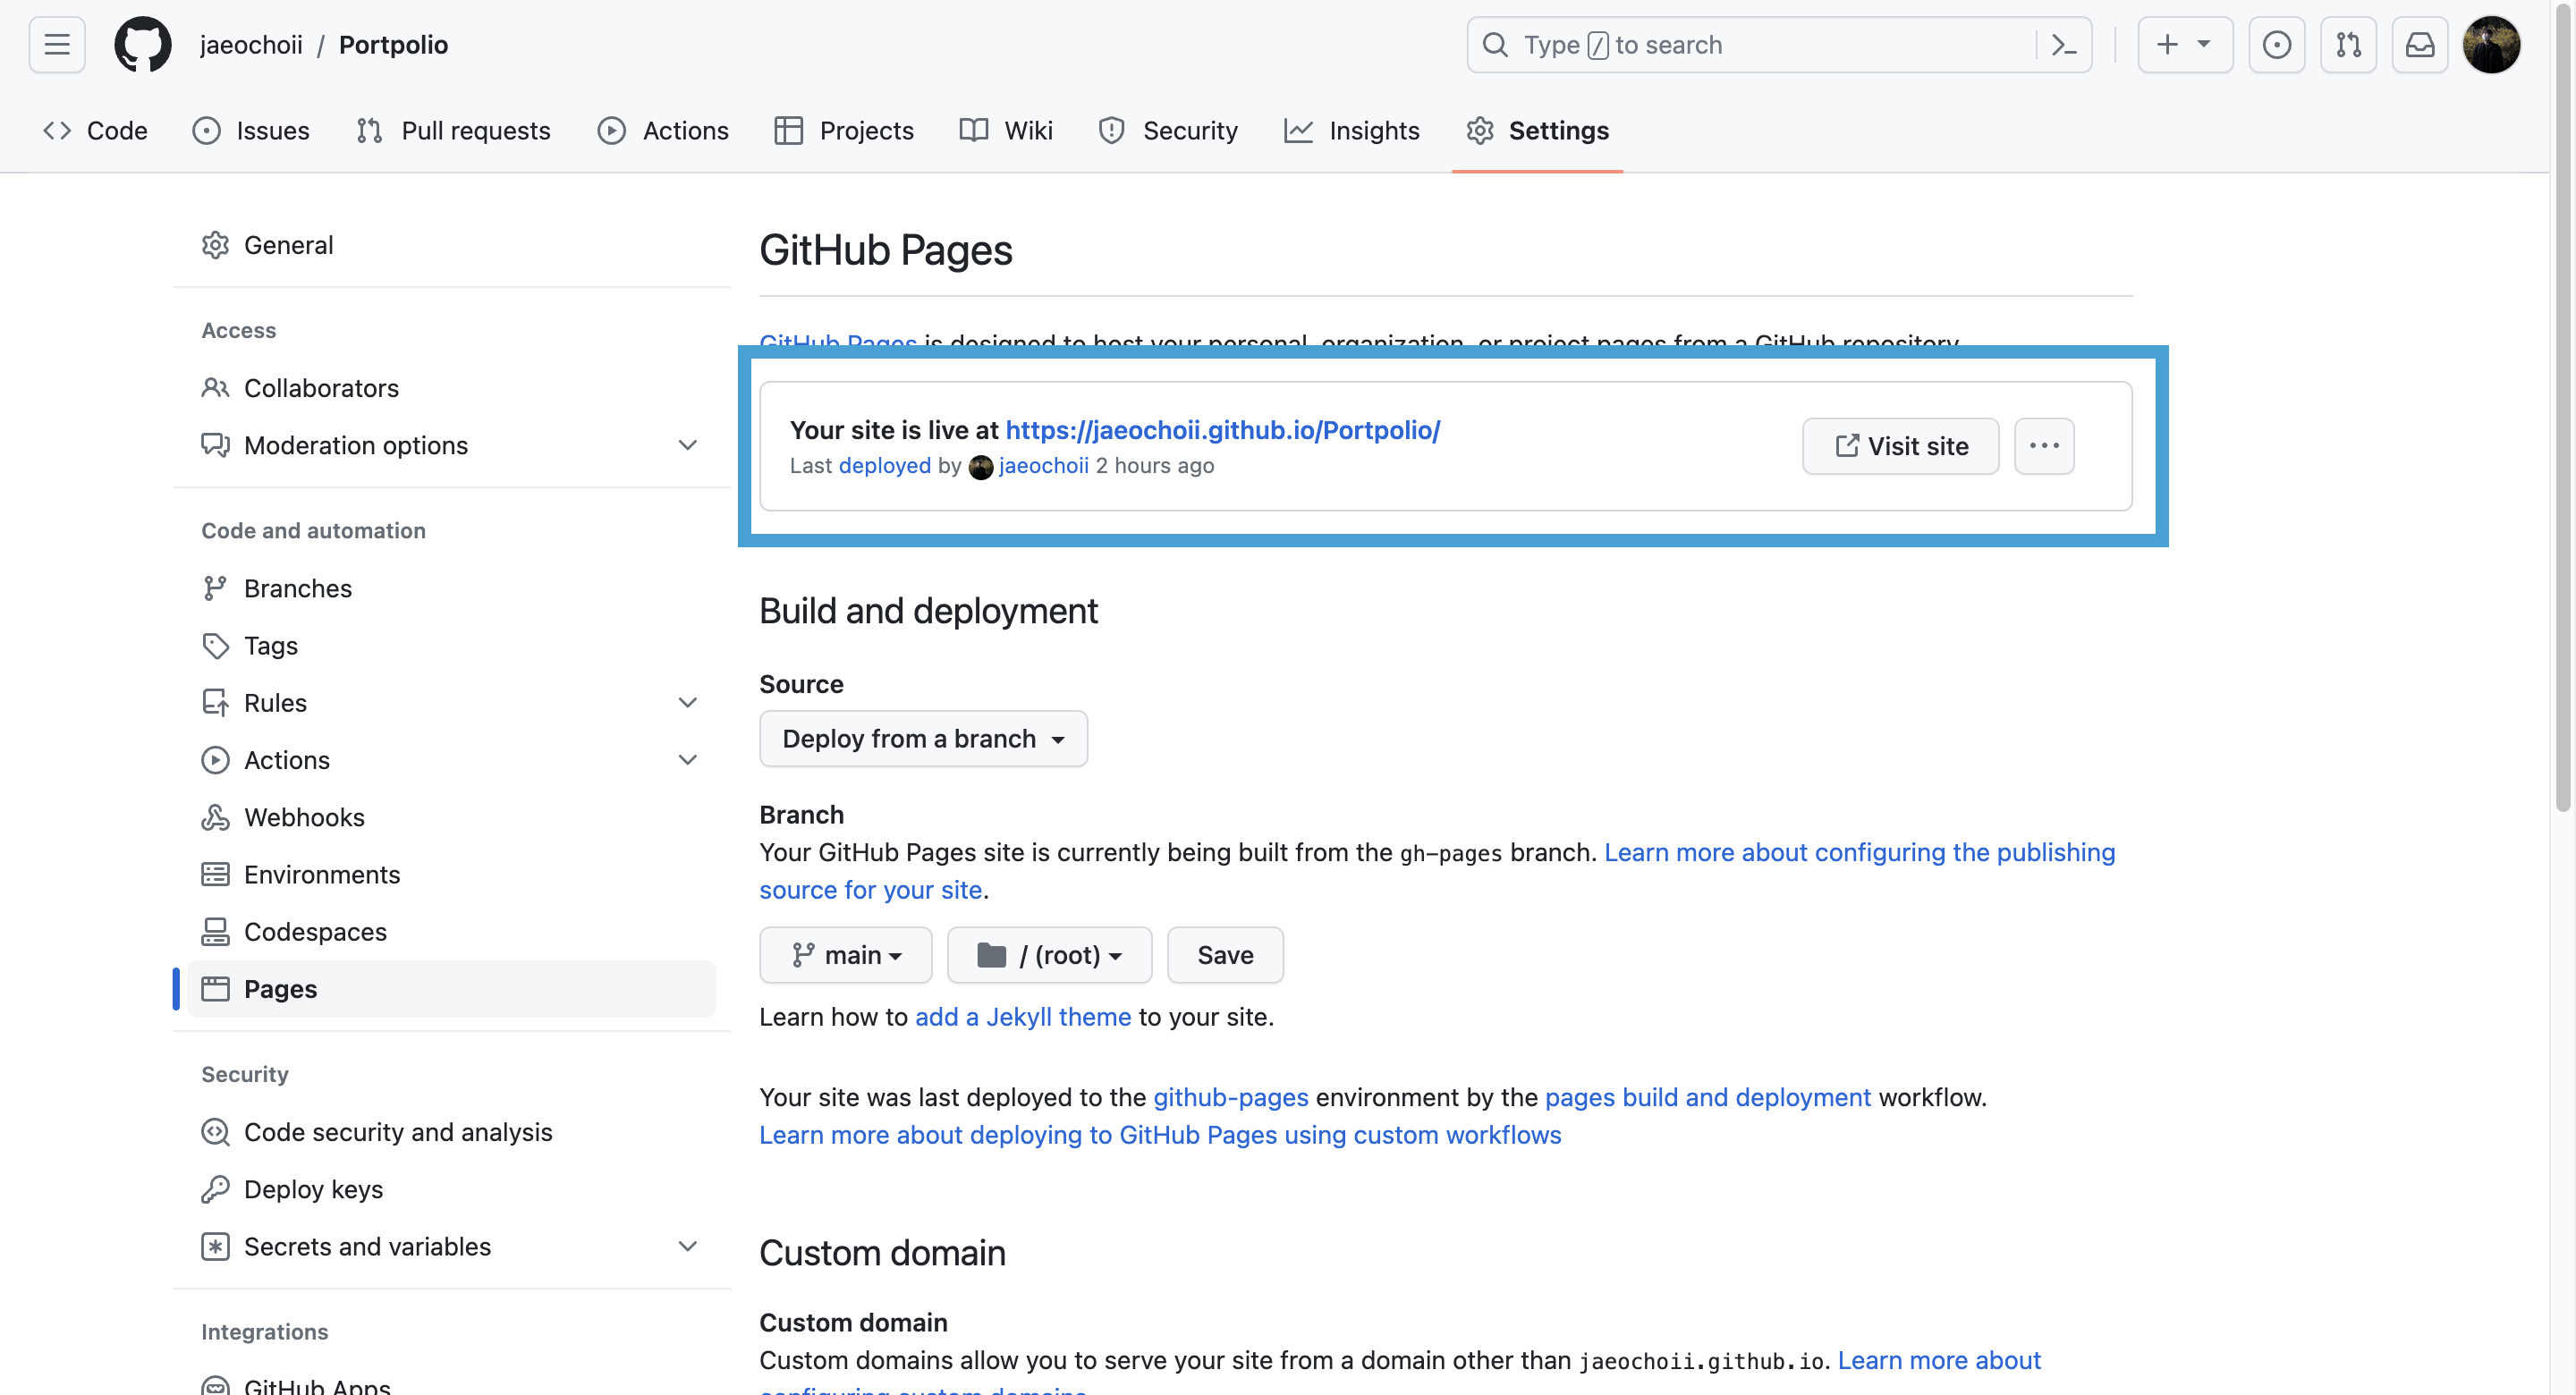 jaeochoii / Portpolio
Type / to search
Code
Issues
Pull requests
Actions
Projects
Wiki
Security
Insights
Settings
General
Access
Collaborators
Moderation options
Code and automation
Branches
Tags
Rules
Actions
Webhooks
Environments
Codespaces
Pages
Security
Code security and analysis
Deploy keys
Secrets and variables
Integrations
GitHub Apps
GitHub Pages
GitHub Pages is designed to host your personal, organization, or project pages from a GitHub repository.
Your site is live at https://jaeochoii.github.io/Portpolio/
Last deployed by jaeochoii 2 hours ago
Visit site
Build and deployment
Source
Deploy from a branch
Branch
Your GitHub Pages site is currently being built from the gh-pages branch. Learn more about configuring the publishing
source for your site.
main
/ (root)
Save
Learn how to add a Jekyll theme to your site.
Your site was last deployed to the github-pages environment by the pages build and deployment workflow.
Learn more about deploying to GitHub Pages using custom workflows
Custom domain
Custom domain
Custom domains allow you to serve your site from a domain other than jaeochoii.github.io. Learn more about
configuring custom domains.